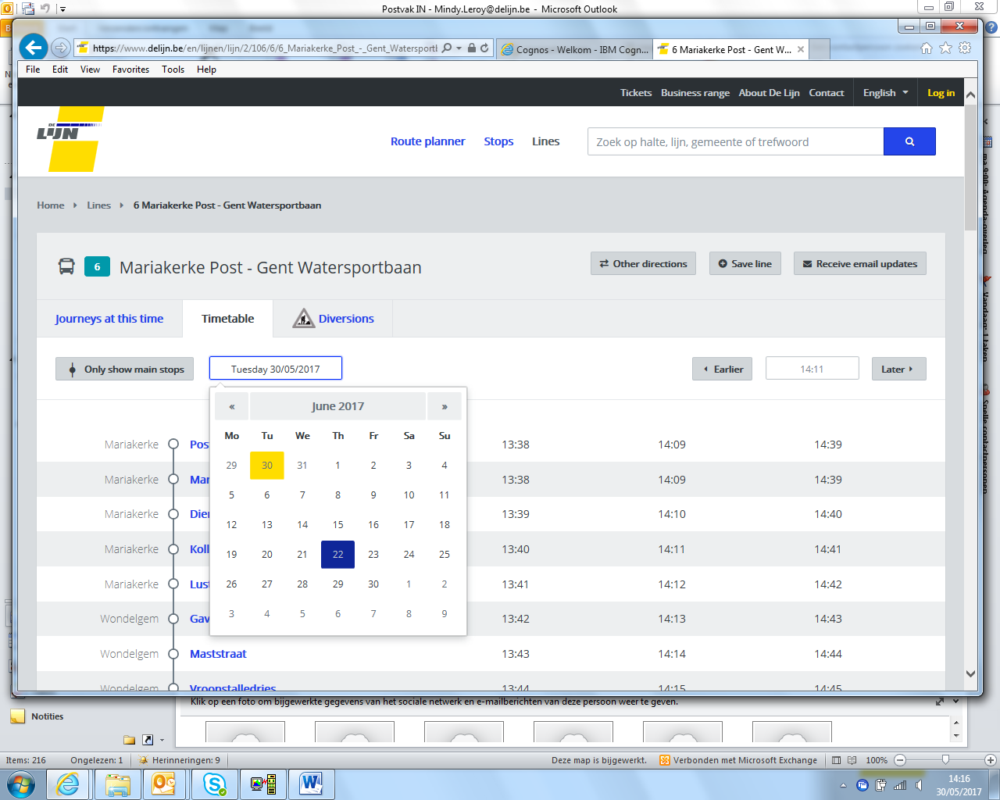 Postvak IN - Mindy.Leroy@delijn.be - Microsoft Outlook
https://www.delijn.be/en/lijnen/lijn/2/106/6/6_Mariakerke_Post_-_Gent_Watersportl
Cognos - Welkom - IBM Cogn...
6 Mariakerke Post - Gent W...
File Edit View Favorites Tools Help
Tickets Business range About De Lijn Contact English Log in
DE LIJN
Route planner Stops Lines
Zoek op halte, lijn, gemeente of trefwoord
Home Lines 6 Mariakerke Post - Gent Watersportbaan
6 Mariakerke Post - Gent Watersportbaan
Other directions Save line Receive email updates
Journeys at this time Timetable Diversions
Only show main stops Tuesday 30/05/2017 Earlier 14:11 Later
« June 2017 »
Mo Tu We Th Fr Sa Su
29 30 31 1 2 3 4
5 6 7 8 9 10 11
12 13 14 15 16 17 18
19 20 21 22 23 24 25
26 27 28 29 30 1 2
3 4 5 6 7 8 9
Mariakerke Pos 13:38 14:09 14:39
Mariakerke Mar 13:38 14:09 14:39
Mariakerke Dier 13:39 14:10 14:40
Mariakerke Koll 13:40 14:11 14:41
Mariakerke Lust 13:41 14:12 14:42
Wondelgem Gav 13:42 14:13 14:43
Wondelgem Maststraat 13:43 14:14 14:44
Wondelgem Vroonstalledries 13:44 14:15 14:45
Klik op een foto om bijgewerkte gegevens van het sociale netwerk en e-mailberichten van deze persoon weer te geven.
Notities
Items: 216 Ongelezen: 1 Herinneringen: 9 Deze map is bijgewerkt. Verbonden met Microsoft Exchange 100%
14:16
30/05/2017